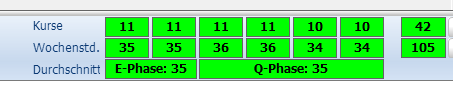 Kurse 11 11 11 11 10 10 42
Wochenstd. 35 35 36 36 34 34 105
Durchschnitt E-Phase: 35 Q-Phase: 35